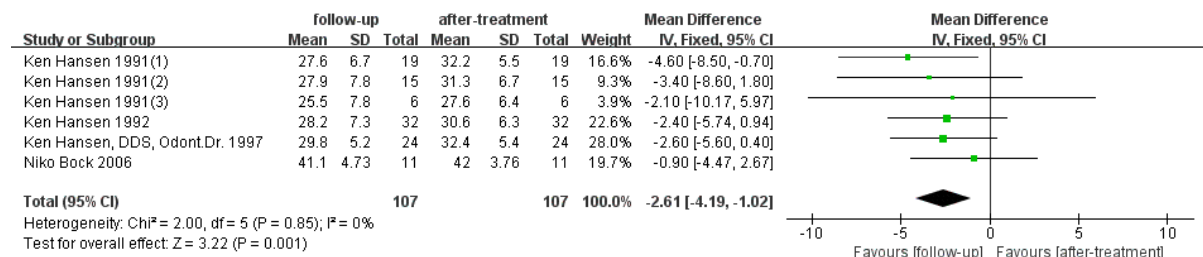 follow-up after-treatment Mean Difference Mean Difference
Study or Subgroup Mean SD Total Mean SD Total Weight IV, Fixed, 95% CI IV, Fixed, 95% CI
Ken Hansen 1991(1) 27.6 6.7 19 32.2 5.5 19 16.6% -4.60 [-8.50, -0.70]
Ken Hansen 1991(2) 27.9 7.8 15 31.3 6.7 15 9.3% -3.40 [-8.60, 1.80]
Ken Hansen 1991(3) 25.5 7.8 6 27.6 6.4 6 3.9% -2.10 [-10.17, 5.97]
Ken Hansen 1992 28.2 7.3 32 30.6 6.3 32 22.6% -2.40 [-5.74, 0.94]
Ken Hansen, DDS, Odont.Dr. 1997 29.8 5.2 24 32.4 5.4 24 28.0% -2.60 [-5.60, 0.40]
Niko Bock 2006 41.1 4.73 11 42 3.76 11 19.7% -0.90 [-4.47, 2.67]
Total (95% CI) 107 107 100.0% -2.61 [-4.19, -1.02]
Heterogeneity: Chi² = 2.00, df = 5 (P = 0.85); I² = 0%
Test for overall effect: Z = 3.22 (P = 0.001)
-10 -5 0 5 10
Favours [follow-up] Favours [after-treatment]